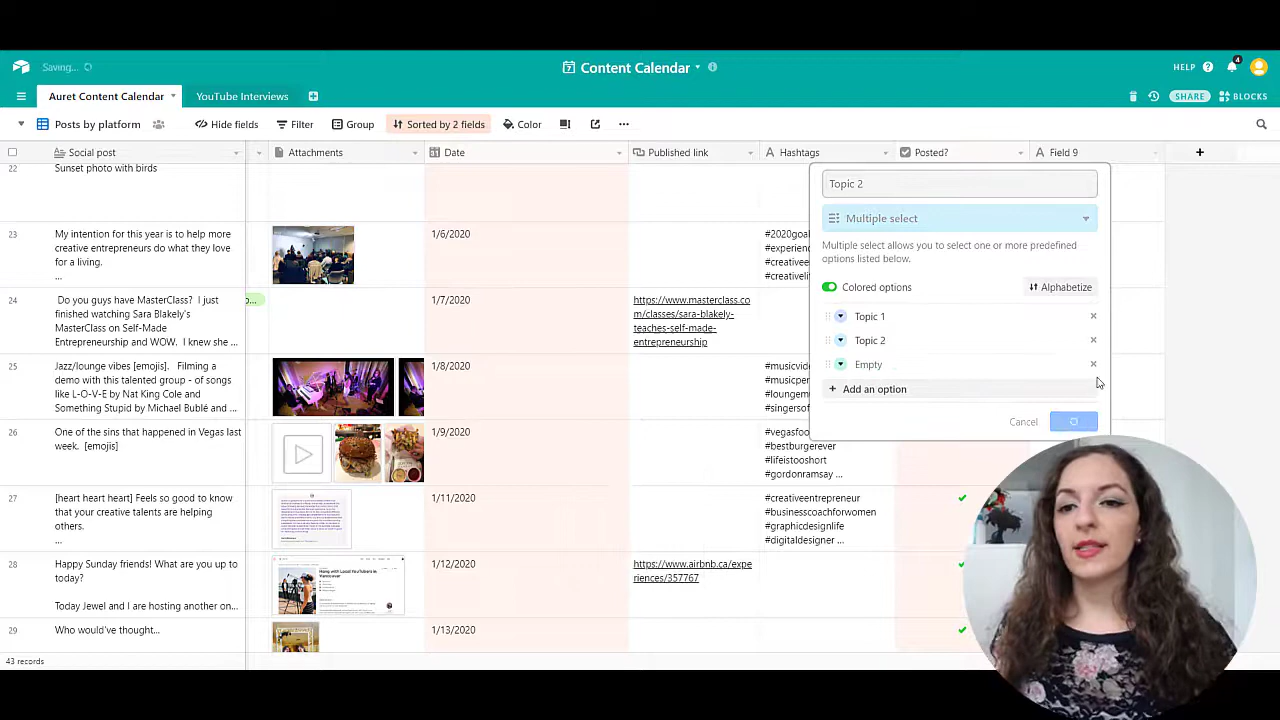 Saving...
Content Calendar
HELP
4
SHARE
BLOCKS
Auret Content Calendar
YouTube Interviews
Posts by platform
Hide fields
Filter
Group
Sorted by 2 fields
Color
...
Social post
Attachments
Date
Published link
Hashtags
Posted?
Field 9
22
Sunset photo with birds
23
My intention for this year is to help more
creative entrepreneurs do what they love
for a living.
...
1/6/2020
#2020goal
#experien
#creativeli
24
o...
Do you guys have MasterClass? I just
finished watching Sara Blakely's
MasterClass on Self-Made
Entrepreneurship and WOW. I knew she ...
1/7/2020
https://www.masterclass.co
m/classes/sara-blakely-
teaches-self-made-
entrepreneurship
25
Jazz/lounge vibes [emojis]. Filming a
demo with this talented group - of songs
like L-O-V-E by Nat King Cole and
Something Stupid by Michael Bublé and ...
1/8/2020
#musicvid
#musicper
#loungem
#singersof
26
One of the sins that happened in Vegas last
week. [emojis]
1/9/2020
#vegasfoo
#bestburgerever
#lifeistooshort
#gordonramsay ...
27
[heart heart heart] Feels so good to know
that your creative talents are helping
...
1/11/2020
#creativeentrepreneur
#businesscoachforwomen
#graphicdesignlife
#digitaldesigner ...
28
Happy Sunday friends! What are you up to
today?
1/12/2020
https://www.airbnb.ca/expe
riences/357767
29
Who would've thought...
1/13/2020
43 records
Topic 2
Multiple select
Multiple select allows you to select one or more predefined
options listed below.
Colored options
Alphabetize
Topic 1
Topic 2
Empty
Add an option
Cancel
Hang with Local YouTubers in
Vancouver